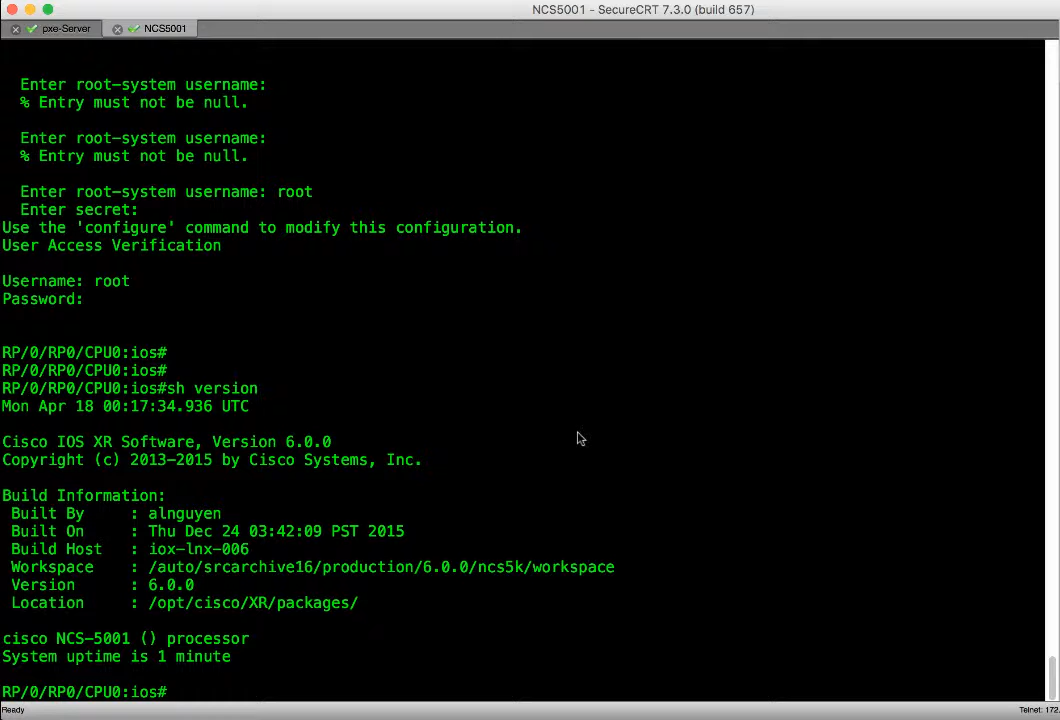 NCS5001 - SecureCRT 7.3.0 (build 657)
pxe-Server
NCS5001
Enter root-system username:
% Entry must not be null.
Enter root-system username:
% Entry must not be null.
Enter root-system username: root
Enter secret:
Use the 'configure' command to modify this configuration.
User Access Verification
Username: root
Password:
RP/0/RP0/CPU0:ios#
RP/0/RP0/CPU0:ios#
RP/0/RP0/CPU0:ios#sh version
Mon Apr 18 00:17:34.936 UTC
Cisco IOS XR Software, Version 6.0.0
Copyright (c) 2013-2015 by Cisco Systems, Inc.
Build Information:
Built By     : alnguyen
Built On     : Thu Dec 24 03:42:09 PST 2015
Build Host   : iox-lnx-006
Workspace    : /auto/srcarchive16/production/6.0.0/ncs5k/workspace
Version      : 6.0.0
Location     : /opt/cisco/XR/packages/
cisco NCS-5001 () processor
System uptime is 1 minute
RP/0/RP0/CPU0:ios#
Ready
Telnet: 172.